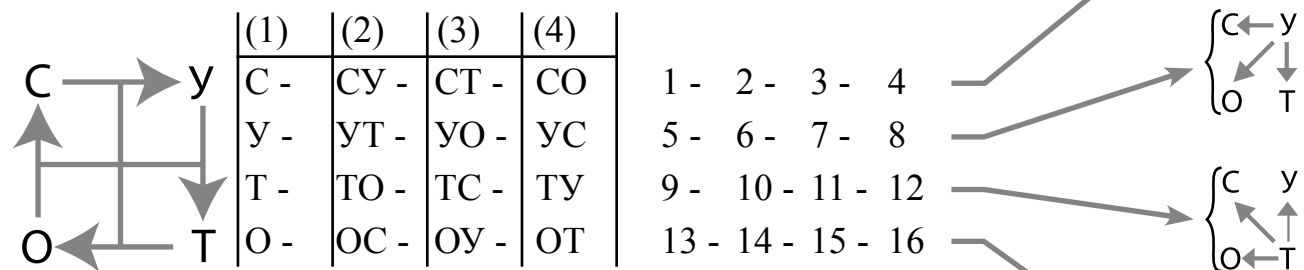 (1) (2) (3) (4)
С У С - СУ - СТ - СО 1 - 2 - 3 - 4
У - УТ - УО - УС 5 - 6 - 7 - 8
Т - ТО - ТС - ТУ 9 - 10 - 11 - 12
О Т О - ОС - ОУ - ОТ 13 - 14 - 15 - 16
С У
О Т
С У
О Т